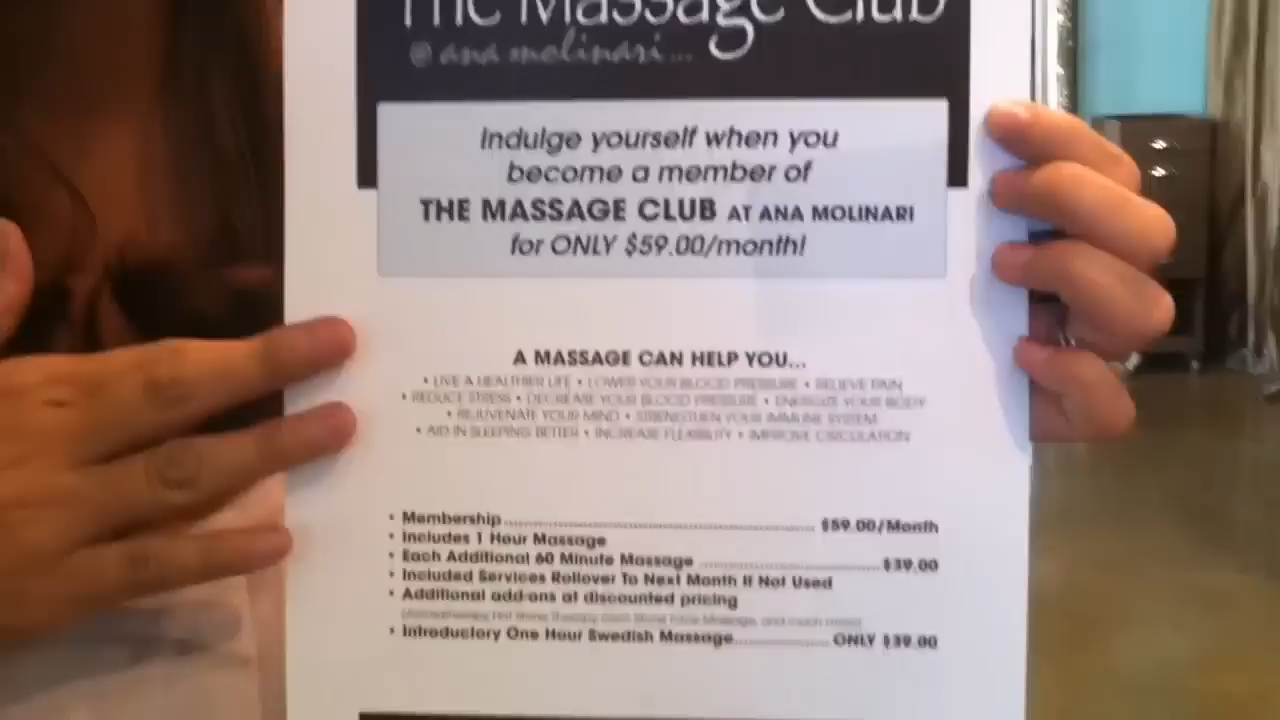 The Massage Club
@ ana molinari...
Indulge yourself when you
become a member of
THE MASSAGE CLUB AT ANA MOLINARI
for ONLY $59.00/month!
A MASSAGE CAN HELP YOU...
• LIVE A HEALTHIER LIFE • LOWER YOUR BLOOD PRESSURE • RELIEVE PAIN
• REDUCE STRESS • DECREASE YOUR BLOOD PRESSURE • ENERGIZE YOUR BODY
• REJUVENATE YOUR MIND • STRENGTHEN YOUR IMMUNE SYSTEM
• AID IN SLEEPING BETTER • INCREASE FLEXIBILITY • IMPROVE CIRCULATION
• Membership........................................ $59.00/Month
• Includes 1 Hour Massage
• Each Additional 60 Minute Massage ........................ $39.00
• Included Services Rollover To Next Month If Not Used
• Additional add-ons at discounted pricing
and much more)
• Introductory One Hour Swedish Massage............. ONLY $39.00